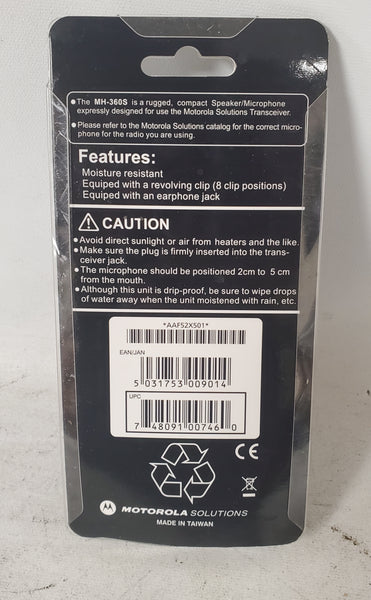 ●The MH-360S is a rugged, compact Speaker/Microphone
expressly designed for use the Motorola Solutions Transceiver.
●Please refer to the Motorola Solutions catalog for the correct micro-
phone for the radio you are using.
Features:
Moisture resistant
Equiped with a revolving clip (8 clip positions)
Equiped with an earphone jack
CAUTION
●Avoid direct sunlight or air from heaters and the like.
●Make sure the plug is firmly inserted into the trans-
ceiver jack.
●The microphone should be positioned 2cm to 5 cm
from the mouth.
●Although this unit is drip-proof, be sure to wipe drops
of water away when the unit moistened with rain, etc.
*AAF52X501*
EAN/JAN
5 031753 009014
UPC
7 48091 00746 0
CE
MOTOROLA SOLUTIONS
MADE IN TAIWAN